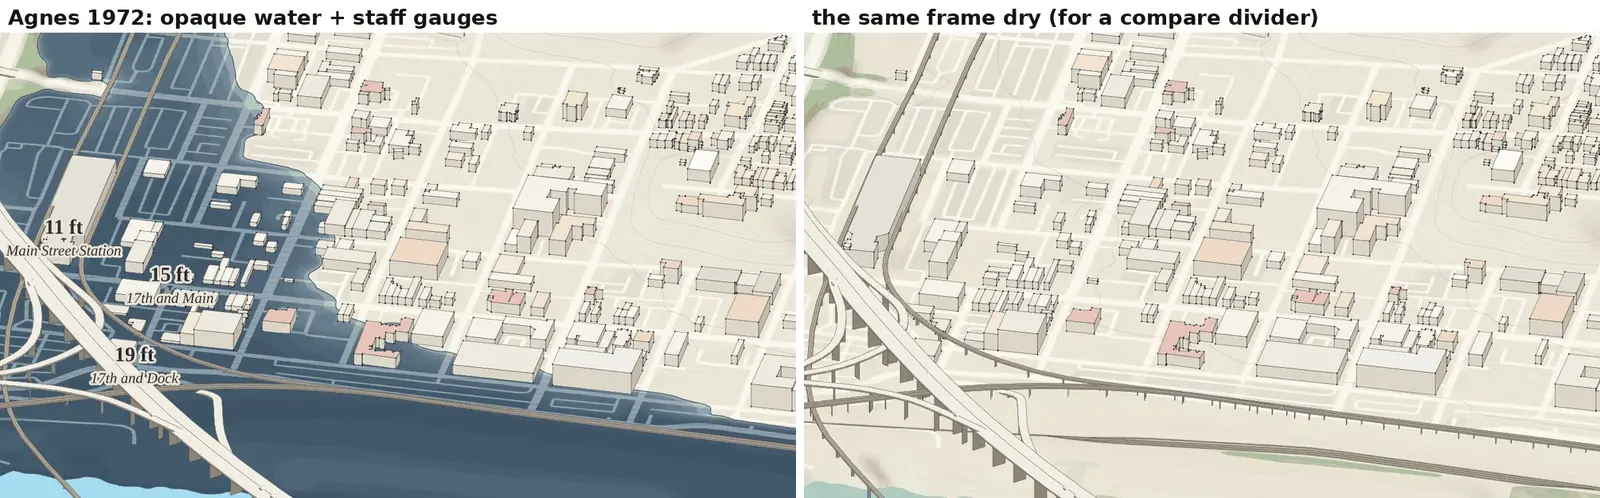 Agnes 1972: opaque water + staff gauges
the same frame dry (for a compare divider)
11 ft
Main Street Station
15 ft
17th and Main
19 ft
17th and Dock